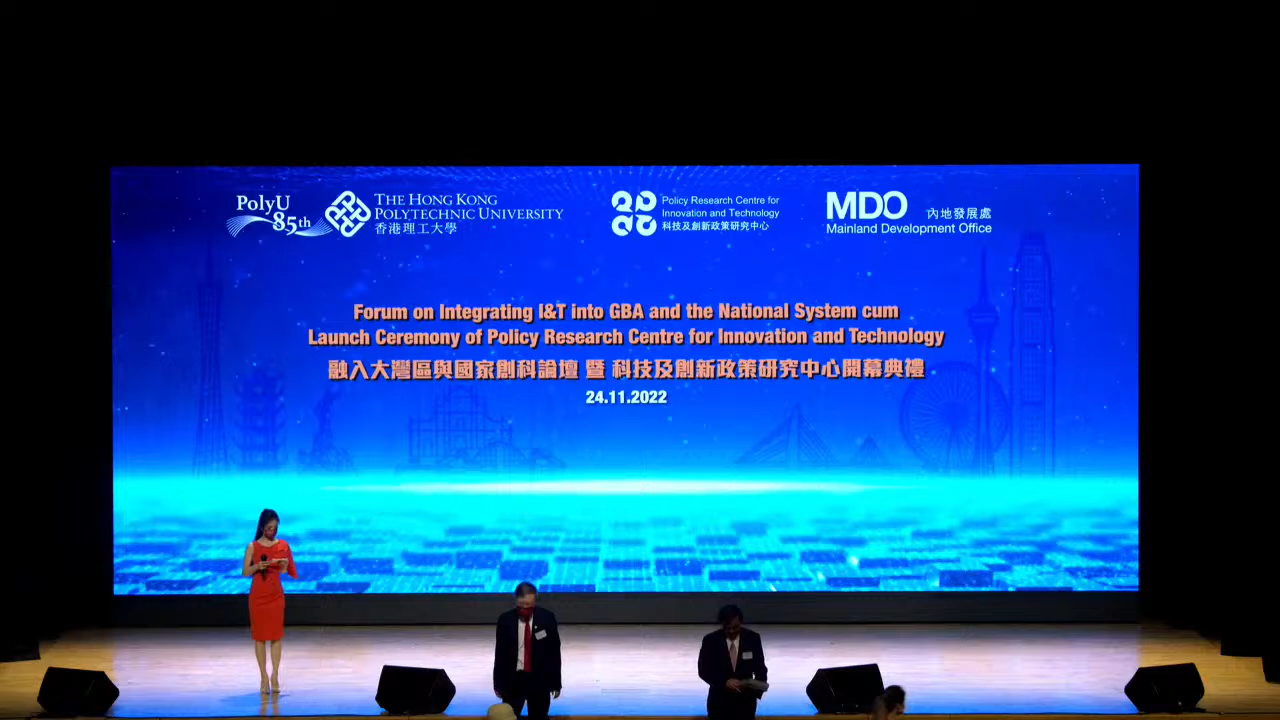 PolyU
85th
THE HONG KONG
POLYTECHNIC UNIVERSITY
香港理工大學
Policy Research Centre for
Innovation and Technology
科技及創新政策研究中心
MDO 內地發展處
Mainland Development Office
Forum on Integrating I&T into GBA and the National System cum
Launch Ceremony of Policy Research Centre for Innovation and Technology
融入大灣區與國家創科論壇 暨 科技及創新政策研究中心開幕典禮
24.11.2022